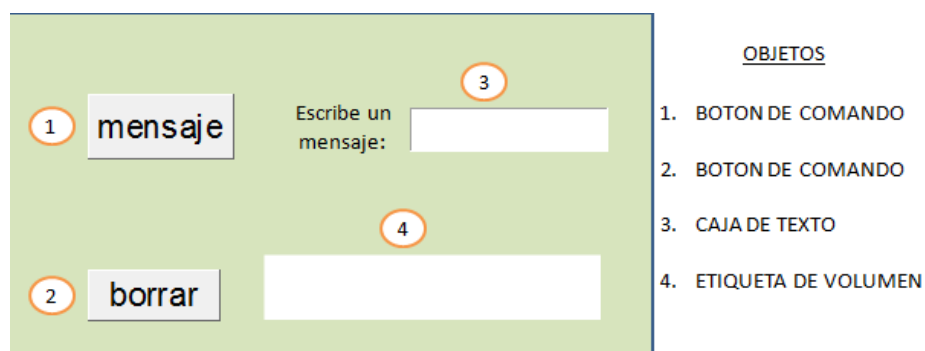 OBJETOS
3
1
mensaje
Escribe un
mensaje:
1. BOTON DE COMANDO
2. BOTON DE COMANDO
4
3. CAJA DE TEXTO
2
borrar
4. ETIQUETA DE VOLUMEN